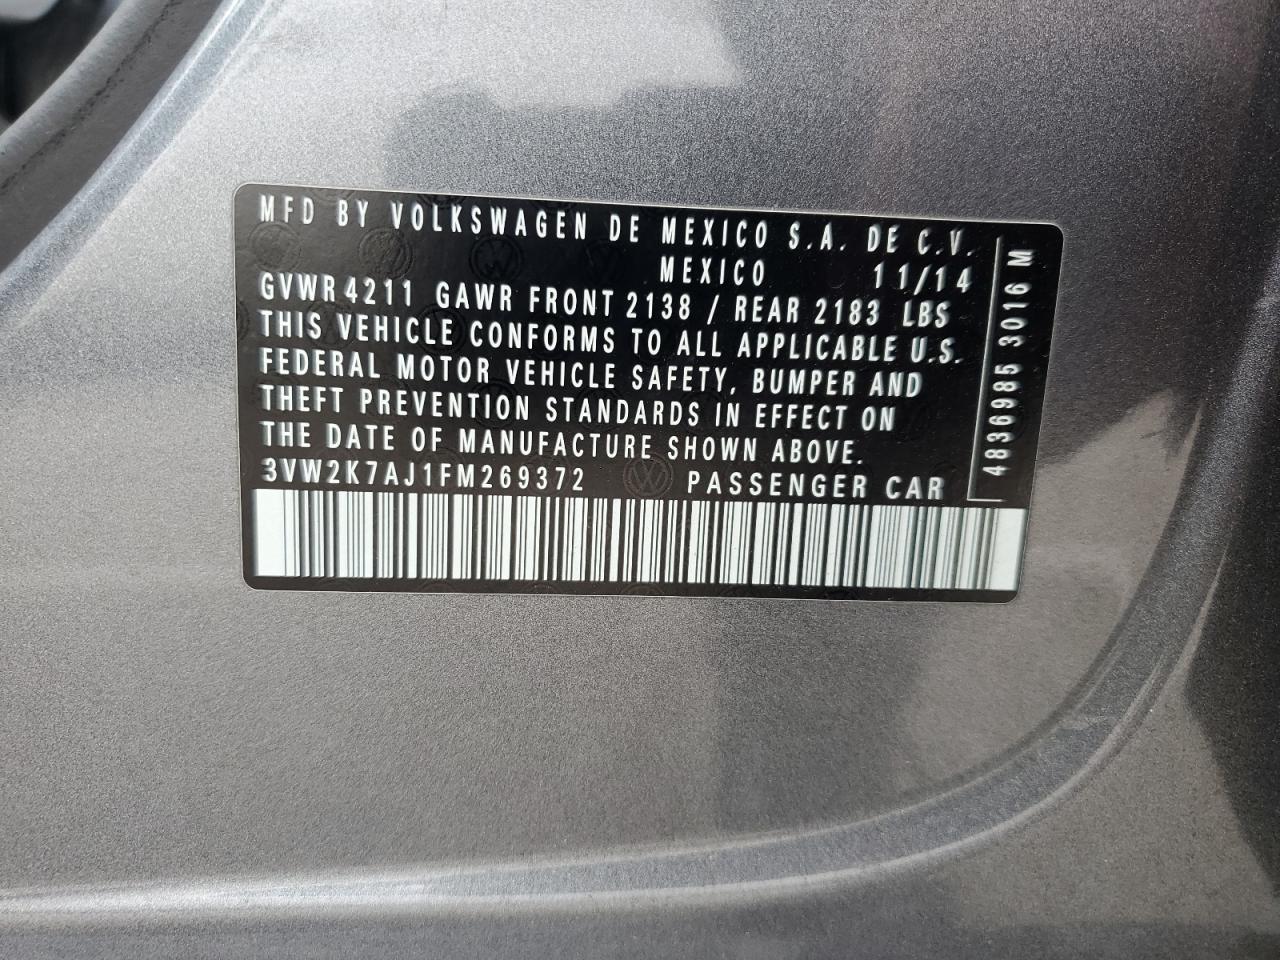 MFD BY VOLKSWAGEN DE MEXICO S.A. DE C.V.
MEXICO 11/14
GVWR 4211 GAWR FRONT 2138 / REAR 2183 LBS
THIS VEHICLE CONFORMS TO ALL APPLICABLE U.S.
FEDERAL MOTOR VEHICLE SAFETY, BUMPER AND
THEFT PREVENTION STANDARDS IN EFFECT ON
THE DATE OF MANUFACTURE SHOWN ABOVE.
3VW2K7AJ1FM269372 PASSENGER CAR
4836985 3016 M